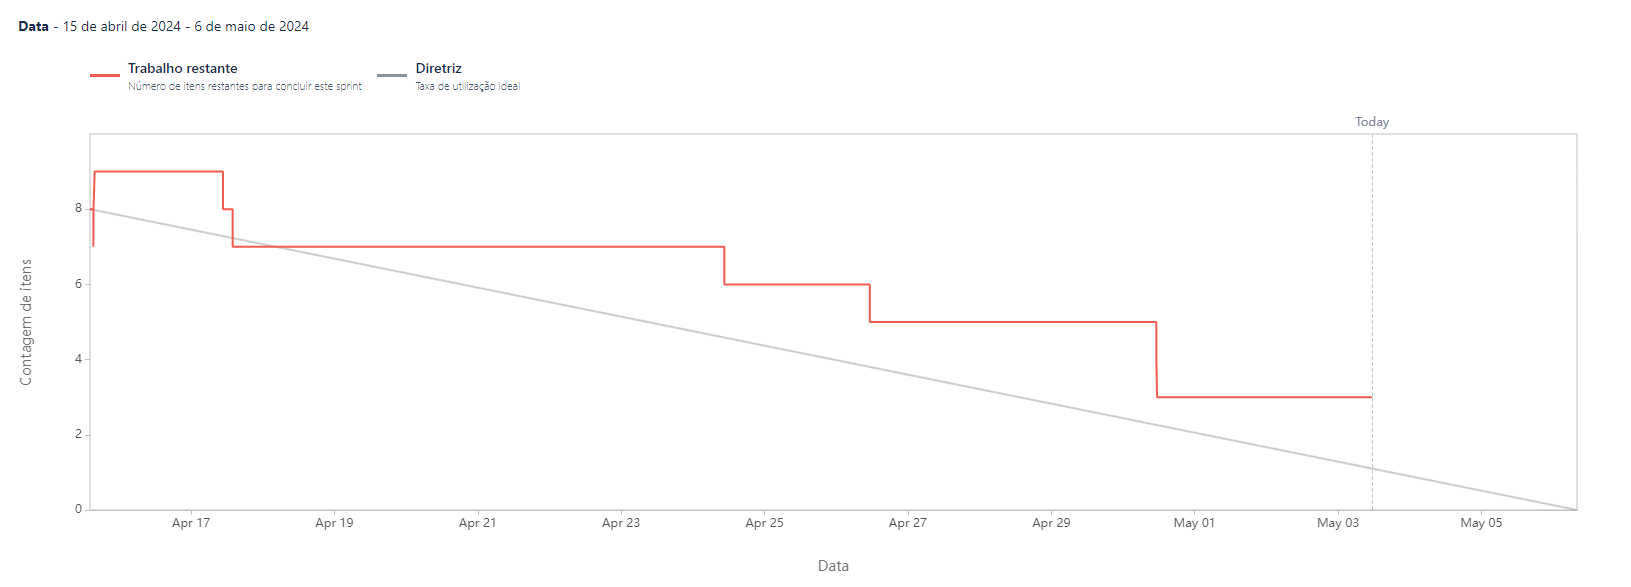 Data - 15 de abril de 2024 - 6 de maio de 2024
Trabalho restante
Número de itens restantes para concluir este sprint
Diretriz
Taxa de utilização ideal
Today
Contagem de itens
8
6
4
2
0
Apr 17 Apr 19 Apr 21 Apr 23 Apr 25 Apr 27 Apr 29 May 01 May 03 May 05
Data